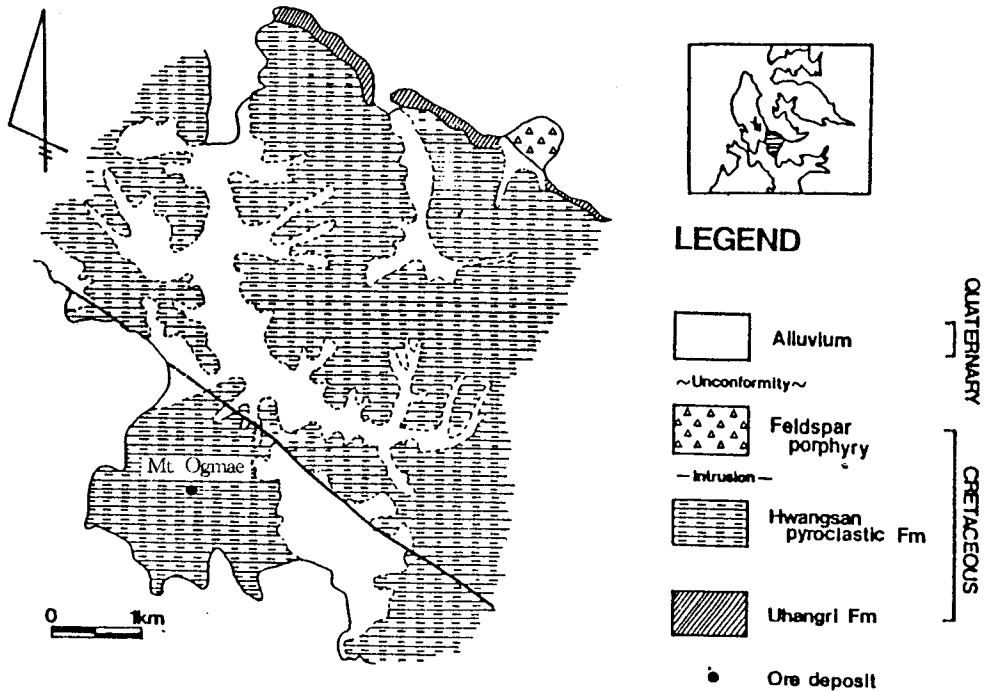 Mt. Ogmae
0 1km
LEGEND
Alluvium
~Unconformity~
Feldspar
porphyry
— Intrusion —
Hwangsan
pyroclastic Fm
Uhangri Fm
Ore deposit
QUATERNARY
CRETACEOUS